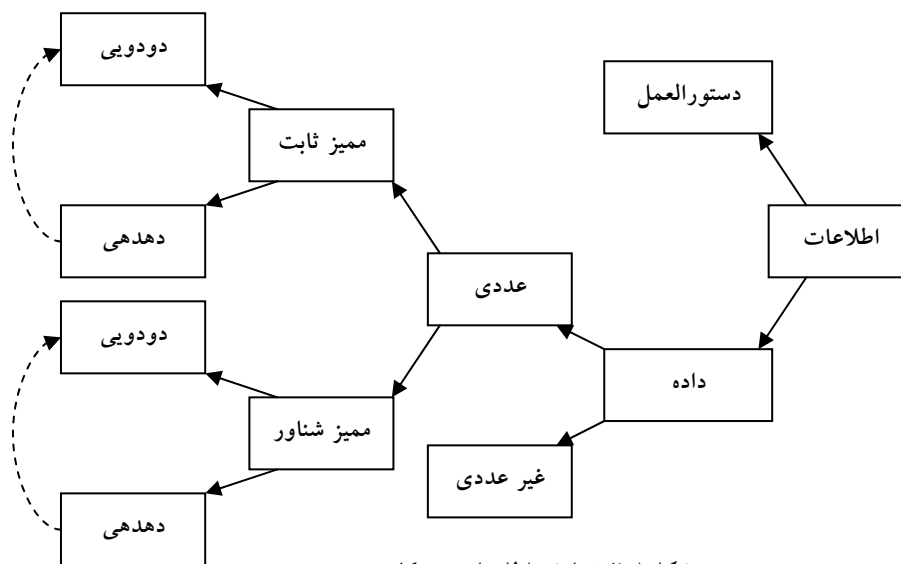 اطلاعات
دستورالعمل
داده
عددی
غیر عددی
ممیز ثابت
ممیز شناور
دودویی
دهدهی
دودویی
دهدهی